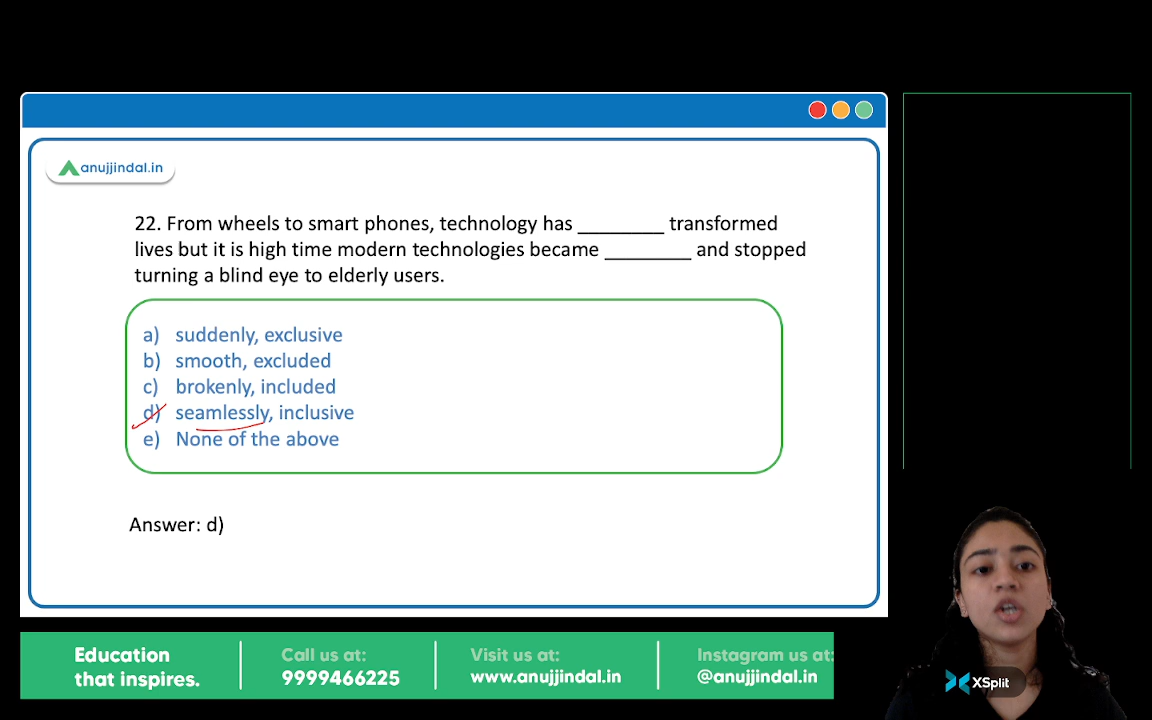 anujjindal.in
22. From wheels to smart phones, technology has ________ transformed
lives but it is high time modern technologies became ________ and stopped
turning a blind eye to elderly users.
a) suddenly, exclusive
b) smooth, excluded
c) brokenly, included
d) seamlessly, inclusive
e) None of the above
Answer: d)
Education
that inspires.
Call us at:
9999466225
Visit us at:
www.anujjindal.in
Instagram us at:
@anujjindal.in
XSplit